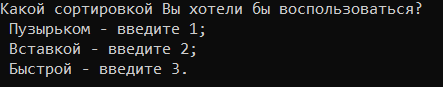 Какой сортировкой Вы хотели бы воспользоваться?
Пузырьком - введите 1;
Вставкой - введите 2;
Быстрой - введите 3.